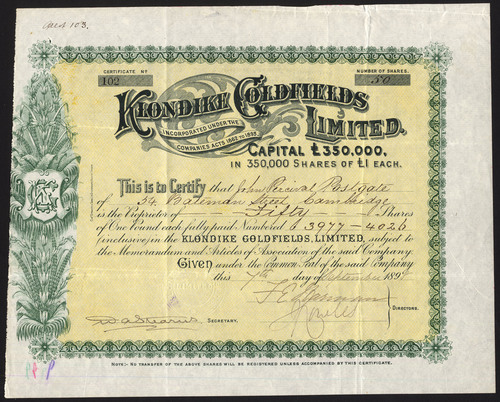 Card 103.
CERTIFICATE Nº
102
NUMBER OF SHARES.
50
KLONDIKE GOLDFIELDS
LIMITED.
INCORPORATED UNDER THE
COMPANIES ACTS 1862 TO 1893.
CAPITAL £350,000,
IN 350,000 SHARES OF £1 EACH.
This is to Certify that John Percival Postgate
of 54, Bateman Street, Cambridge
is the Proprietor of Fifty Shares
of One Pound each fully paid Numbered 3977 - 4026
(inclusive) in the KLONDIKE GOLDFIELDS, LIMITED, subject to
the Memorandum and Articles of Association of the said Company.
Given under the Common Seal of the said Company
this 7th day of September 189
DIRECTORS.
SECRETARY.
NOTE:- NO TRANSFER OF THE ABOVE SHARES WILL BE REGISTERED UNLESS ACCOMPANIED BY THIS CERTIFICATE.